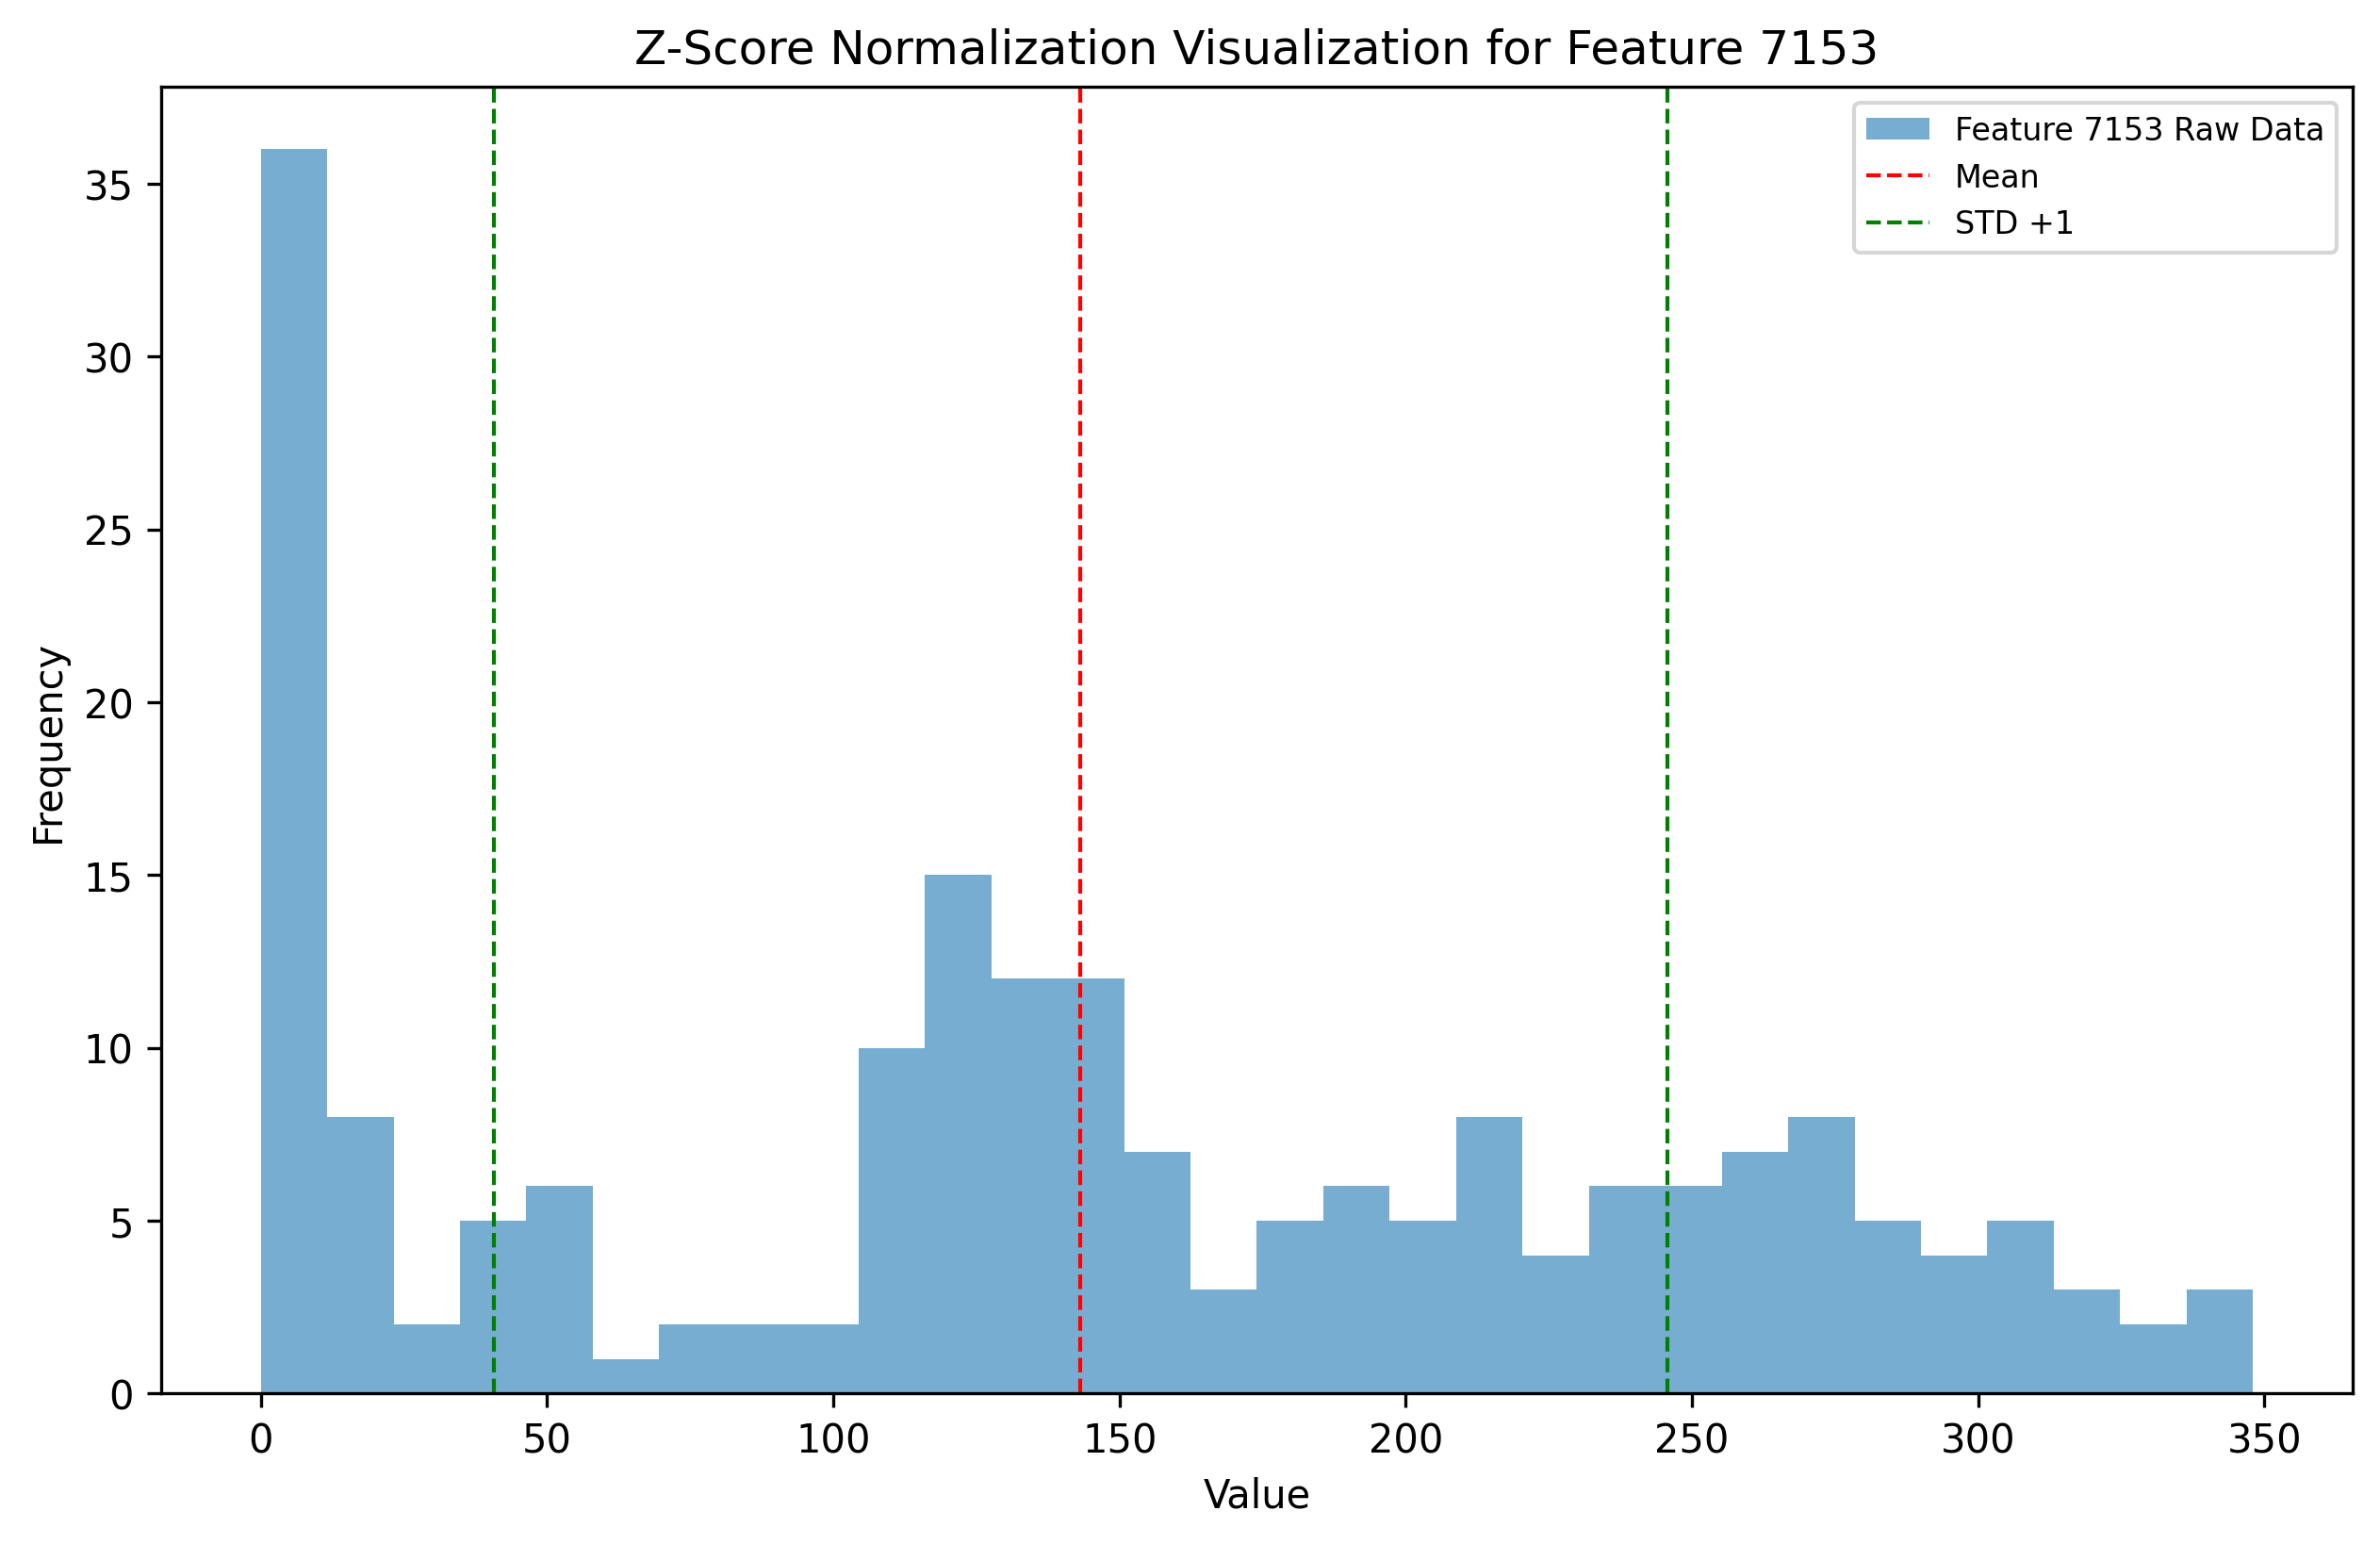 Z-Score Normalization Visualization for Feature 7153
Feature 7153 Raw Data
Mean
STD +1
Frequency
35
30
25
20
15
10
5
0
0 50 100 150 200 250 300 350
Value